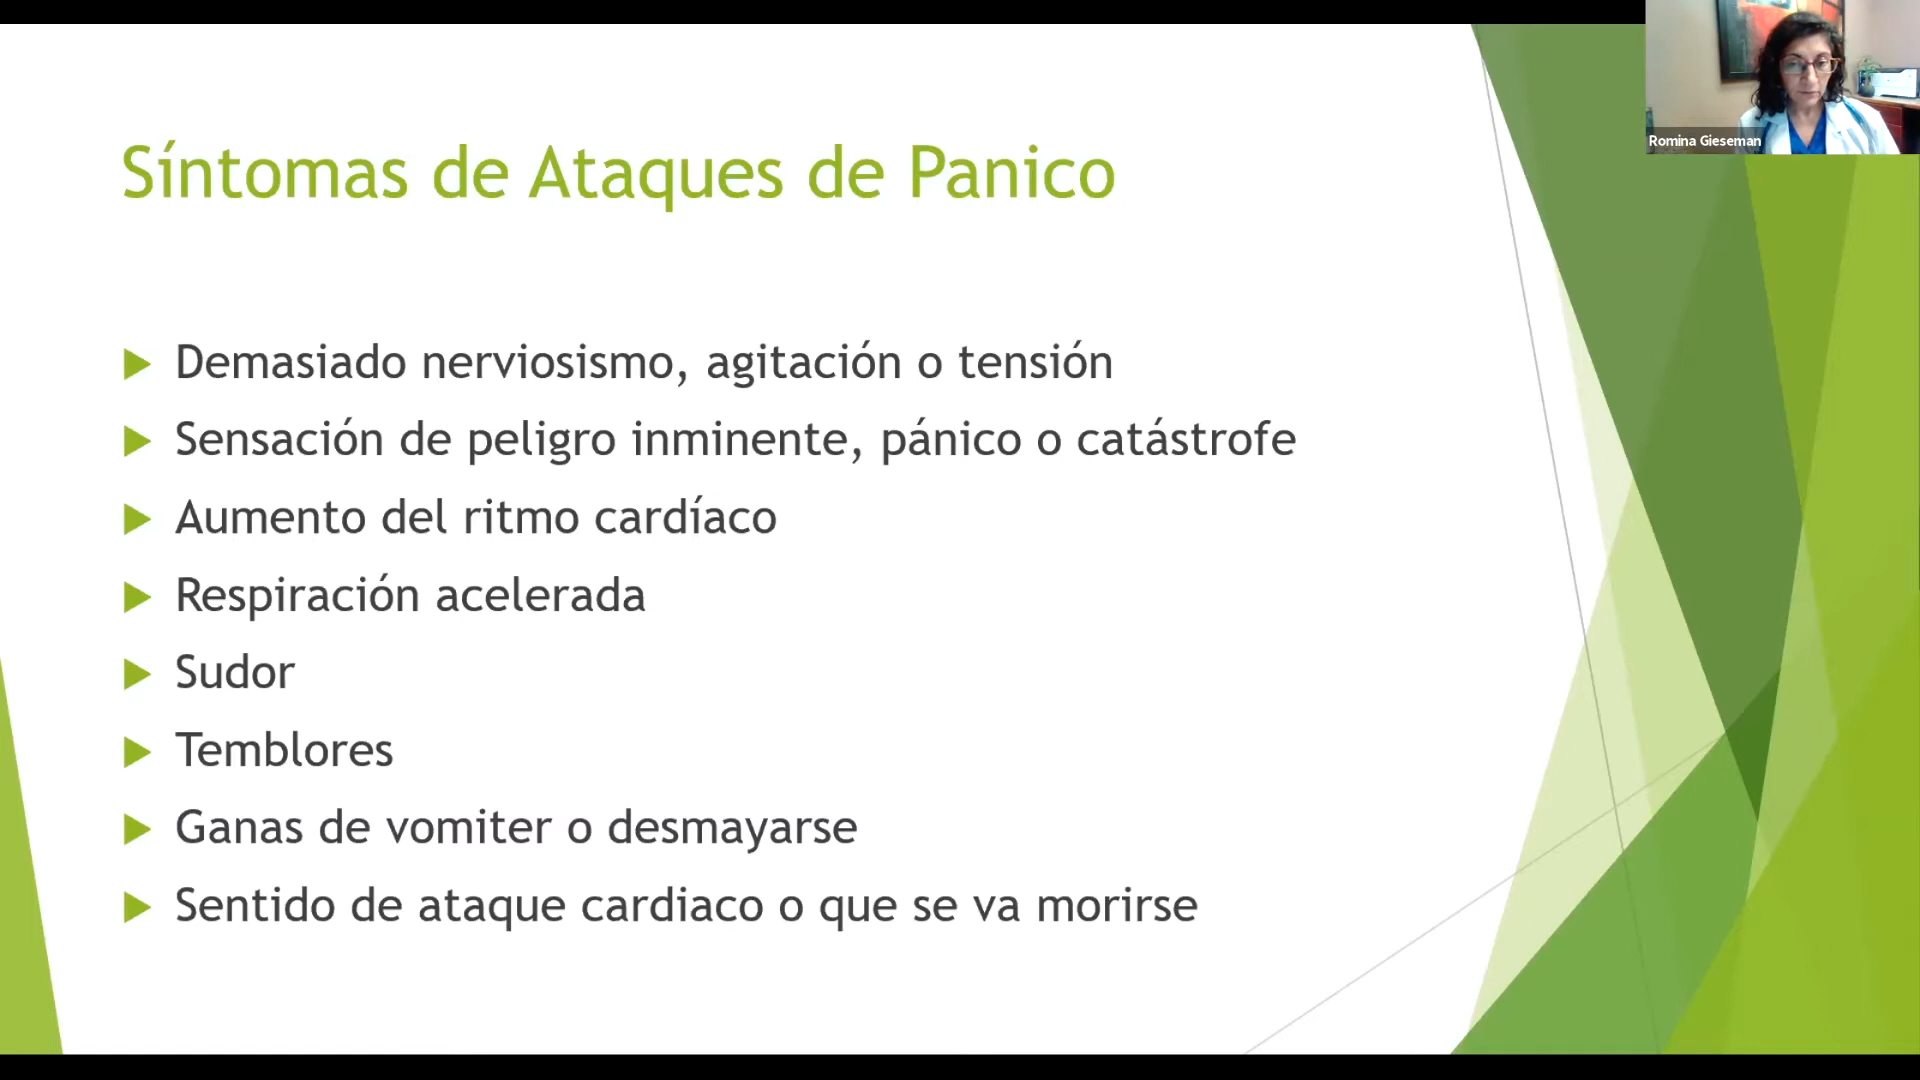 Síntomas de Ataques de Panico
Demasiado nerviosismo, agitación o tensión
Sensación de peligro inminente, pánico o catástrofe
Aumento del ritmo cardíaco
Respiración acelerada
Sudor
Temblores
Ganas de vomiter o desmayarse
Sentido de ataque cardiaco o que se va morirse
Romina Gieseman